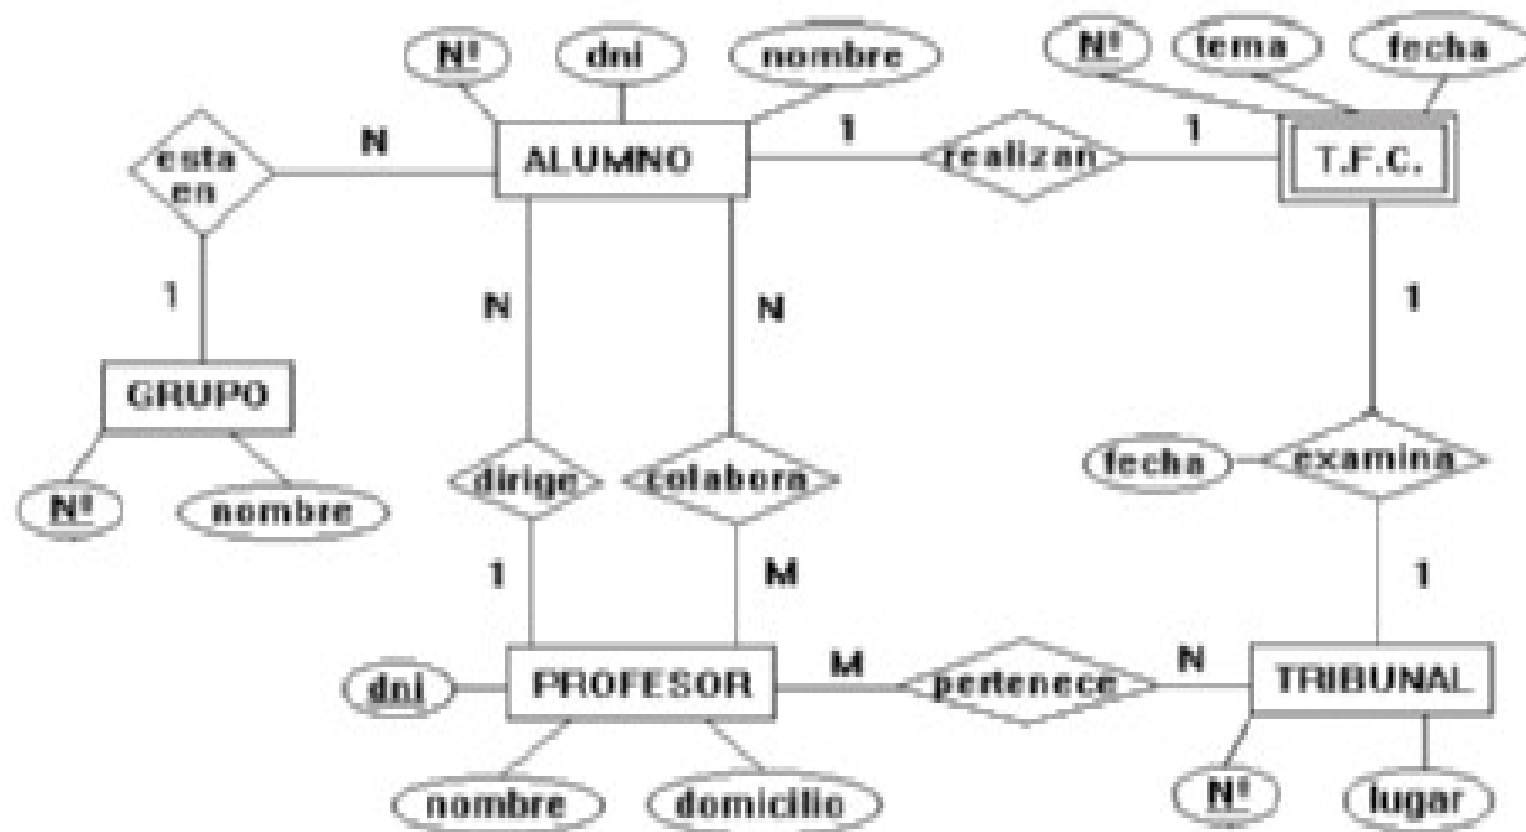 Nº
dni
nombre
Nº
tema
fecha
esta
en
N
ALUMNO
1
realizan
1
T.F.C.
1
N
N
1
GRUPO
Nº
nombre
dirige
colabora
fecha
examina
1
M
1
dni
PROFESOR
M
pertenece
N
TRIBUNAL
nombre
domicilio
Nº
lugar